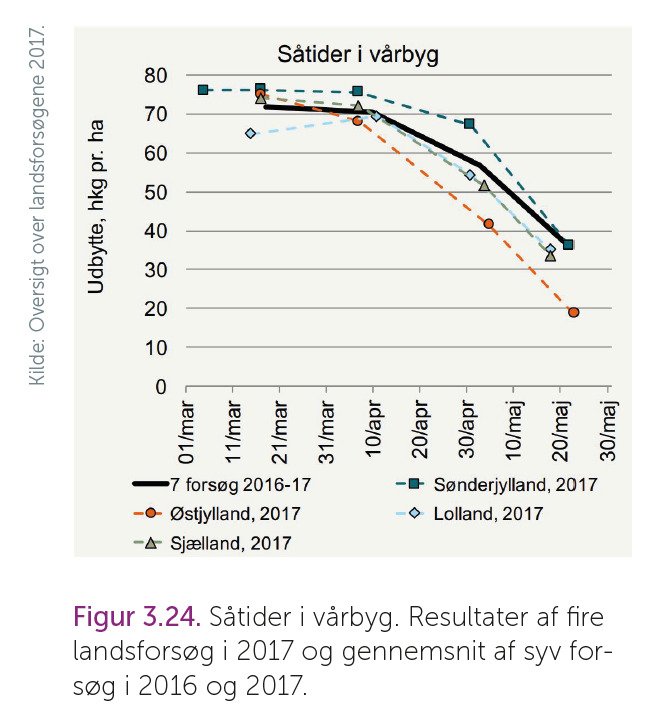 Kilde: Oversigt over landsforsøgene 2017.
Såtider i vårbyg
Udbytte, hkg pr. ha
80
70
60
50
40
30
20
10
0
01/mar
11/mar
21/mar
31/mar
10/apr
20/apr
30/apr
10/maj
20/maj
30/maj
7 forsøg 2016-17
Sønderjylland, 2017
Østjylland, 2017
Lolland, 2017
Sjælland, 2017
Figur 3.24. Såtider i vårbyg. Resultater af fire
landsforsøg i 2017 og gennemsnit af syv for-
søg i 2016 og 2017.